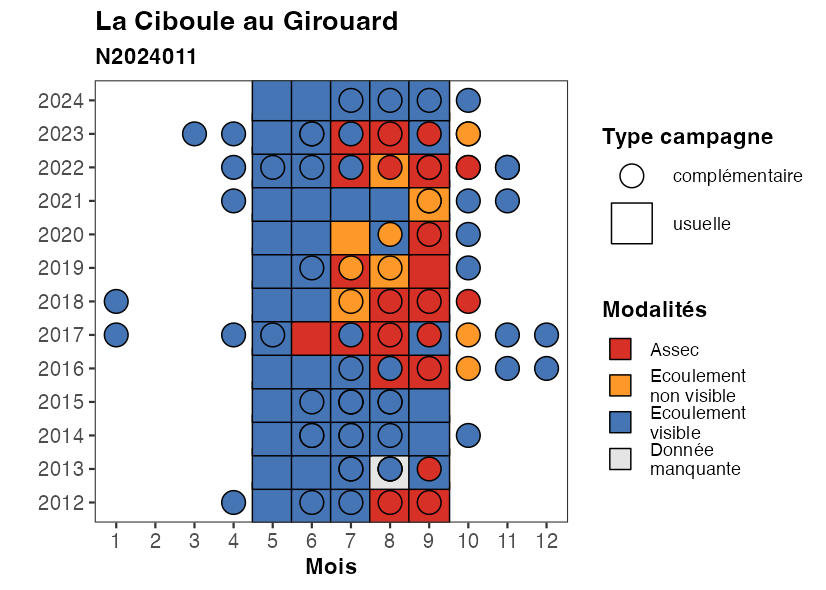 La Ciboule au Girouard
N2024011
2024
2023
2022
2021
2020
2019
2018
2017
2016
2015
2014
2013
2012
1 2 3 4 5 6 7 8 9 10 11 12
Mois
Type campagne
complémentaire
usuelle
Modalités
Assec
Ecoulement
non visible
Ecoulement
visible
Donnée
manquante